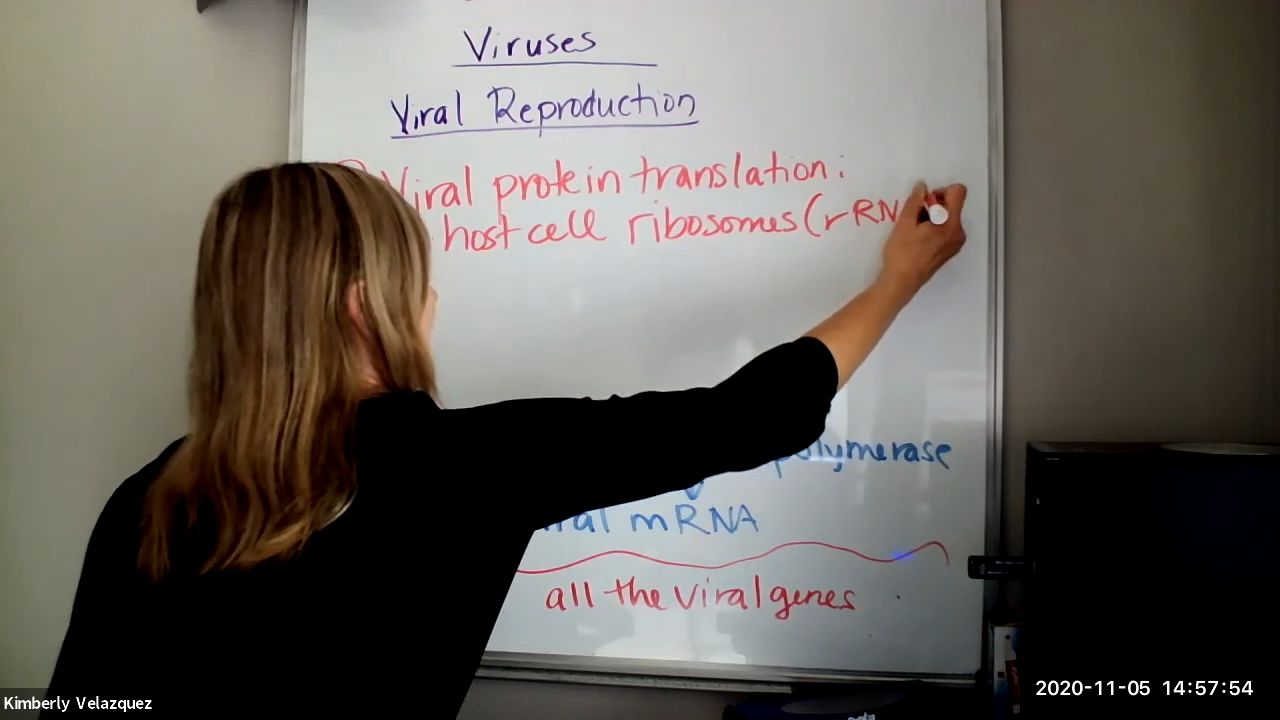 Viruses
Viral Reproduction
Viral protein translation:
host cell ribosomes (rRN
polymerase
mRNA
all the viral genes
Kimberly Velazquez
2020-11-05 14:57:54